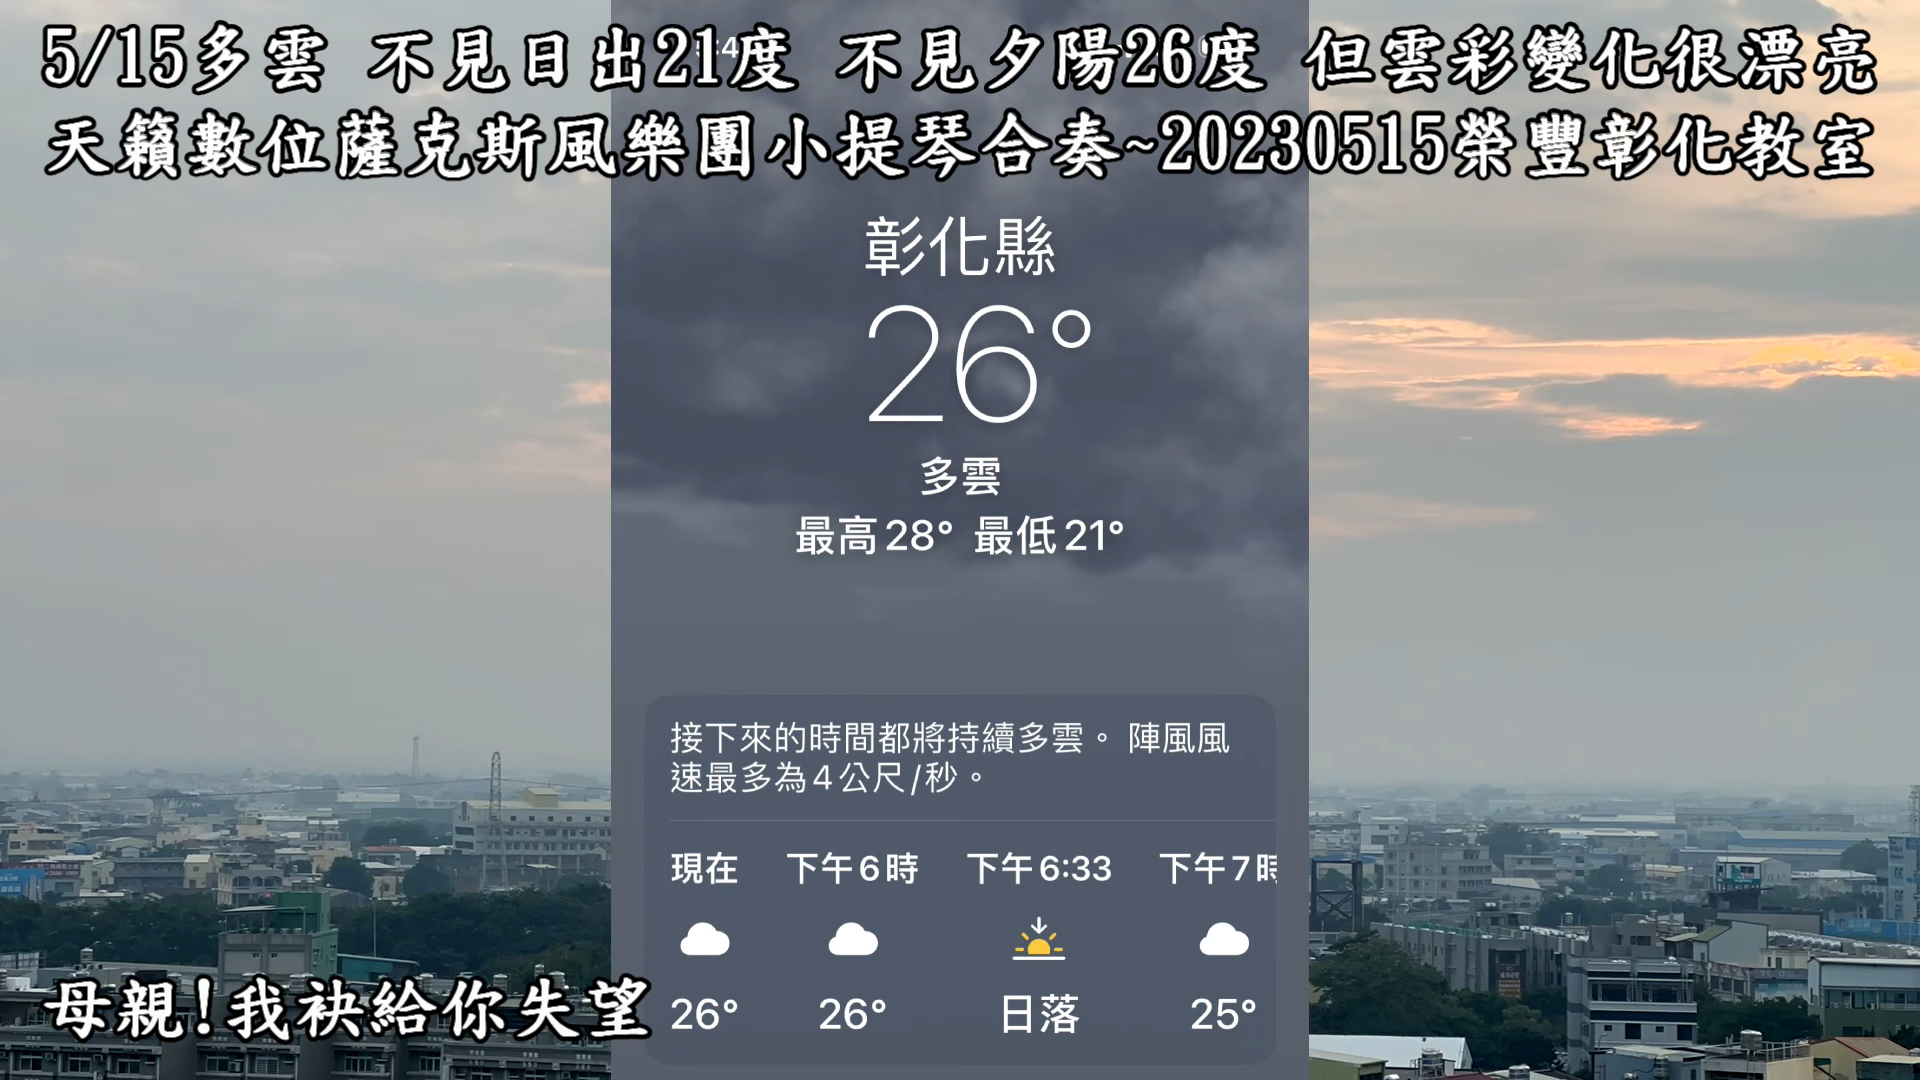 5/15多雲 不見日出21度 不見夕陽26度 但雲彩變化很漂亮
天籟數位薩克斯風樂團小提琴合奏~20230515榮豐彰化教室
彰化縣
26°
多雲
最高28° 最低21°
接下來的時間都將持續多雲。 陣風風
速最多為4公尺/秒。
現在 下午6時 下午6:33 下午7時
26° 26° 日落 25°
母親!我袂給你失望